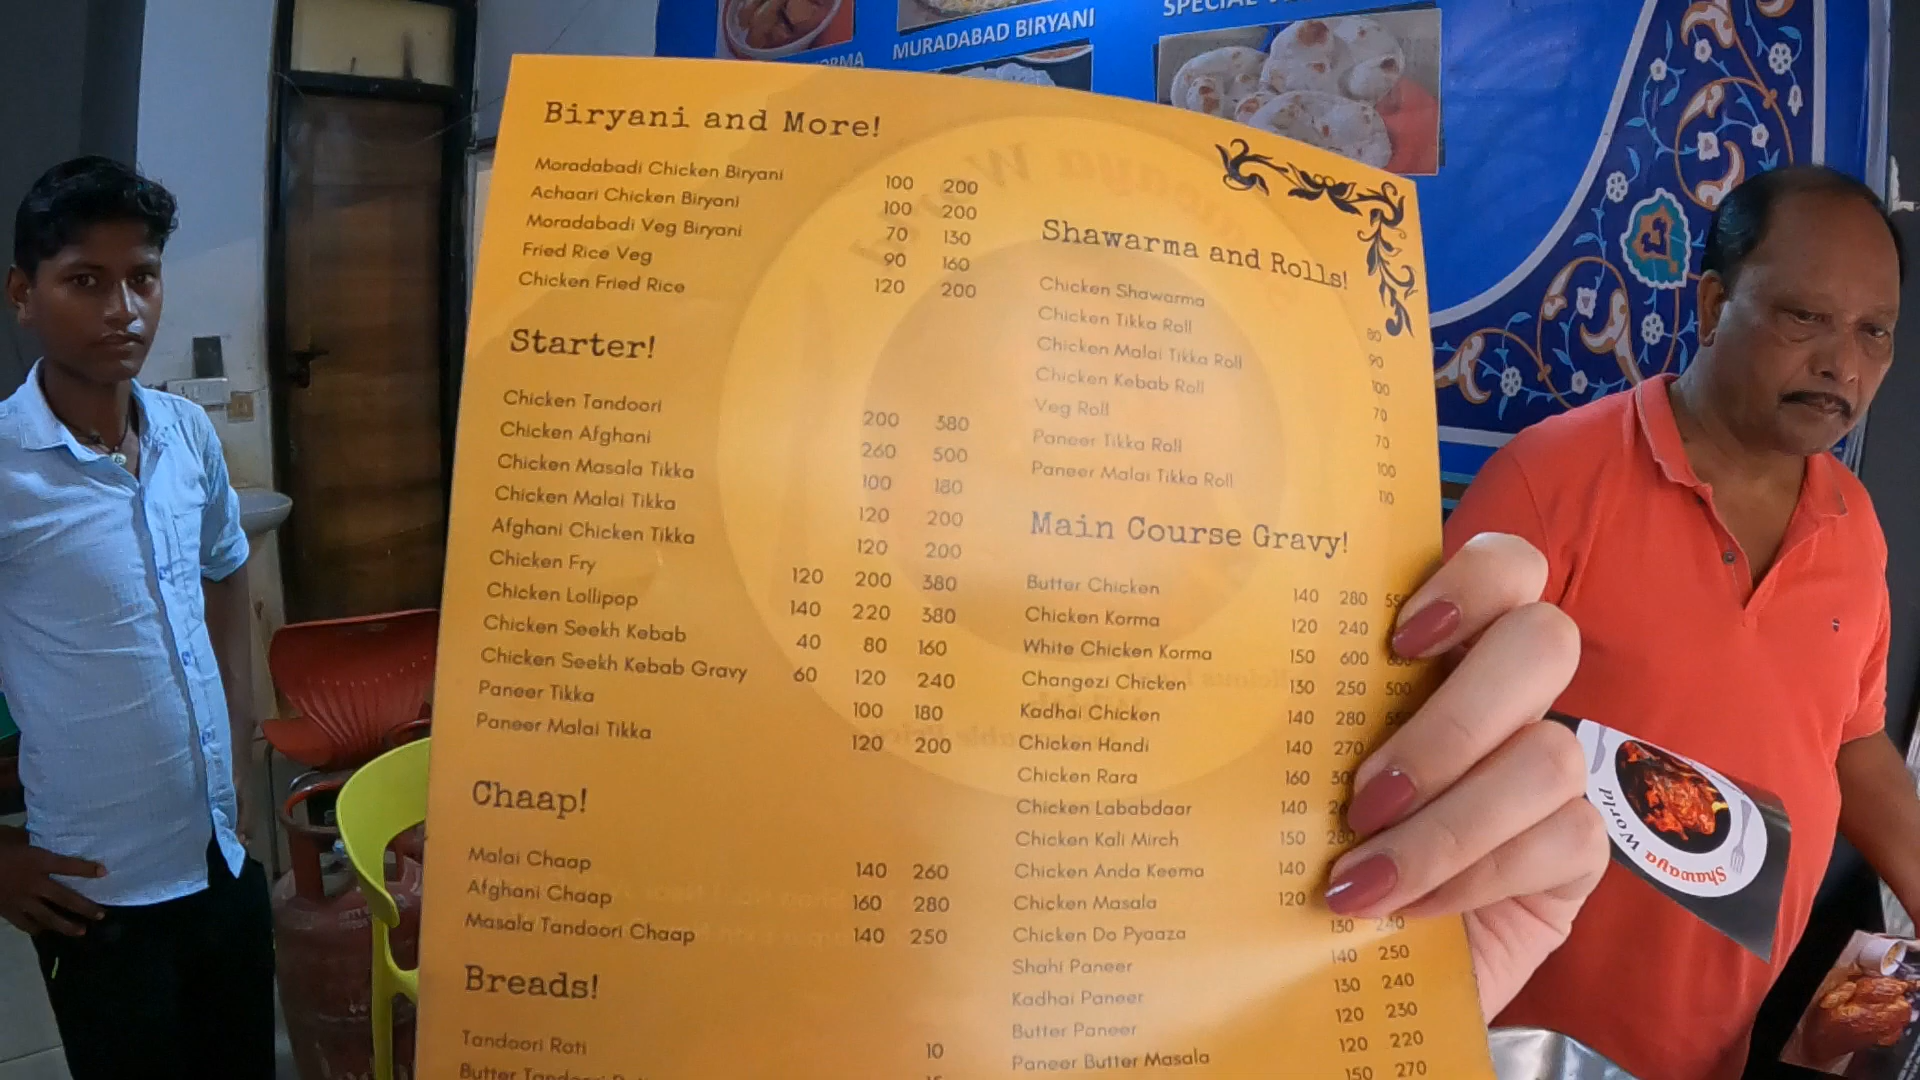 MURADABAD BIRYANI
SPECIAL
Biryani and More!
Moradabadi Chicken Biryani 100 200
Achaari Chicken Biryani 100 200
Moradabadi Veg Biryani 70 130
Fried Rice Veg 90 160
Chicken Fried Rice 120 200
Starter!
Chicken Tandoori 200 380
Chicken Afghani 260 500
Chicken Masala Tikka 100 180
Chicken Malai Tikka 120 200
Afghani Chicken Tikka 120 200
Chicken Fry 120 200 380
Chicken Lollipop 140 220 380
Chicken Seekh Kebab 40 80 160
Chicken Seekh Kebab Gravy 60 120 240
Paneer Tikka 100 180
Paneer Malai Tikka 120 200
Chaap!
Malai Chaap 140 260
Afghani Chaap 160 280
Masala Tandoori Chaap 140 250
Breads!
Tandoori Roti 10
Butter
Shawarma and Rolls!
Chicken Shawarma 80
Chicken Tikka Roll 90
Chicken Malai Tikka Roll 100
Chicken Kebab Roll 70
Veg Roll 70
Paneer Tikka Roll 100
Paneer Malai Tikka Roll 110
Main Course Gravy!
Butter Chicken 140 280
Chicken Korma 120 240
White Chicken Korma 150 600
Changezi Chicken 130 250 500
Kadhai Chicken 140 280
Chicken Handi 140 270
Chicken Rara 160
Chicken Lababdaar 140
Chicken Kali Mirch 150 280
Chicken Anda Keema 140
Chicken Masala 120
Chicken Do Pyaaza 130 240
Shahi Paneer 140 250
Kadhai Paneer 130 240
Butter Paneer 120 230
Paneer Butter Masala 120 220
150 270
Shawaya World